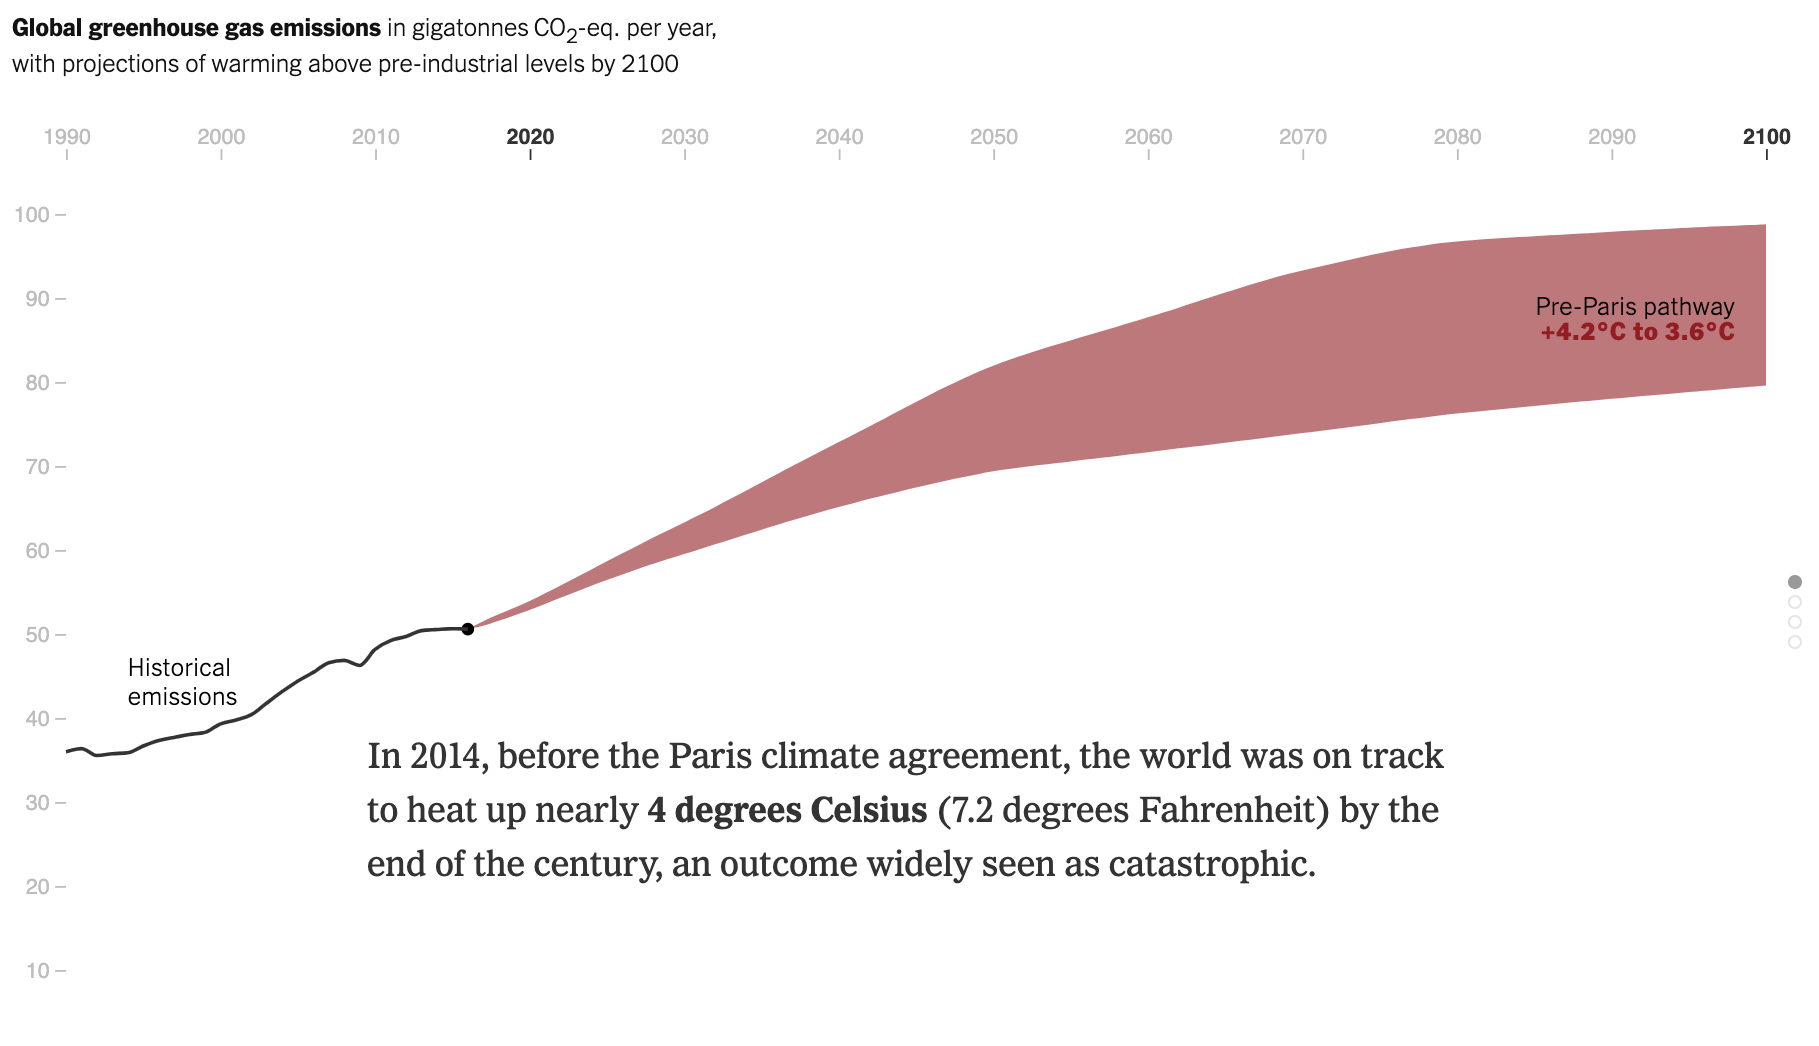 Global greenhouse gas emissions in gigatonnes CO₂-eq. per year,
with projections of warming above pre-industrial levels by 2100
1990 2000 2010 2020 2030 2040 2050 2060 2070 2080 2090 2100
100
90
Pre-Paris pathway
+4.2°C to 3.6°C
80
70
60
50
Historical
emissions
40
In 2014, before the Paris climate agreement, the world was on track
to heat up nearly 4 degrees Celsius (7.2 degrees Fahrenheit) by the
end of the century, an outcome widely seen as catastrophic.
30
20
10